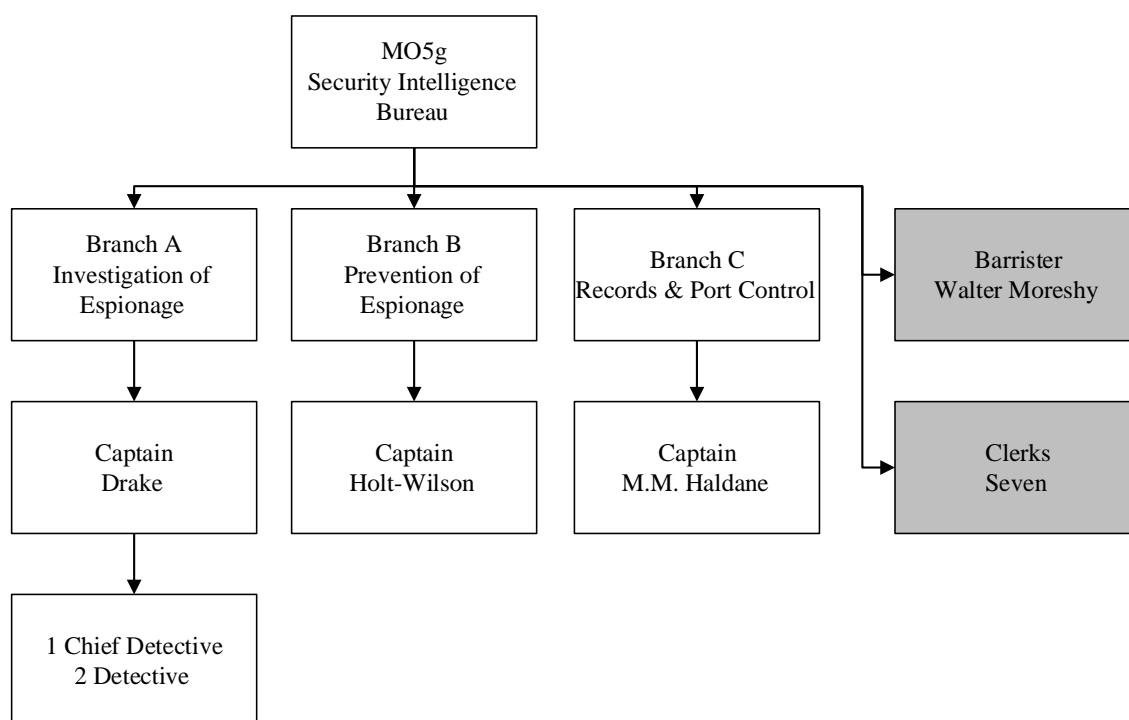 MO5g
Security Intelligence
Bureau
Branch A
Investigation of
Espionage
Branch B
Prevention of
Espionage
Branch C
Records & Port Control
Barrister
Walter Moreshy
Captain
Drake
Captain
Holt-Wilson
Captain
M.M. Haldane
Clerks
Seven
1 Chief Detective
2 Detective